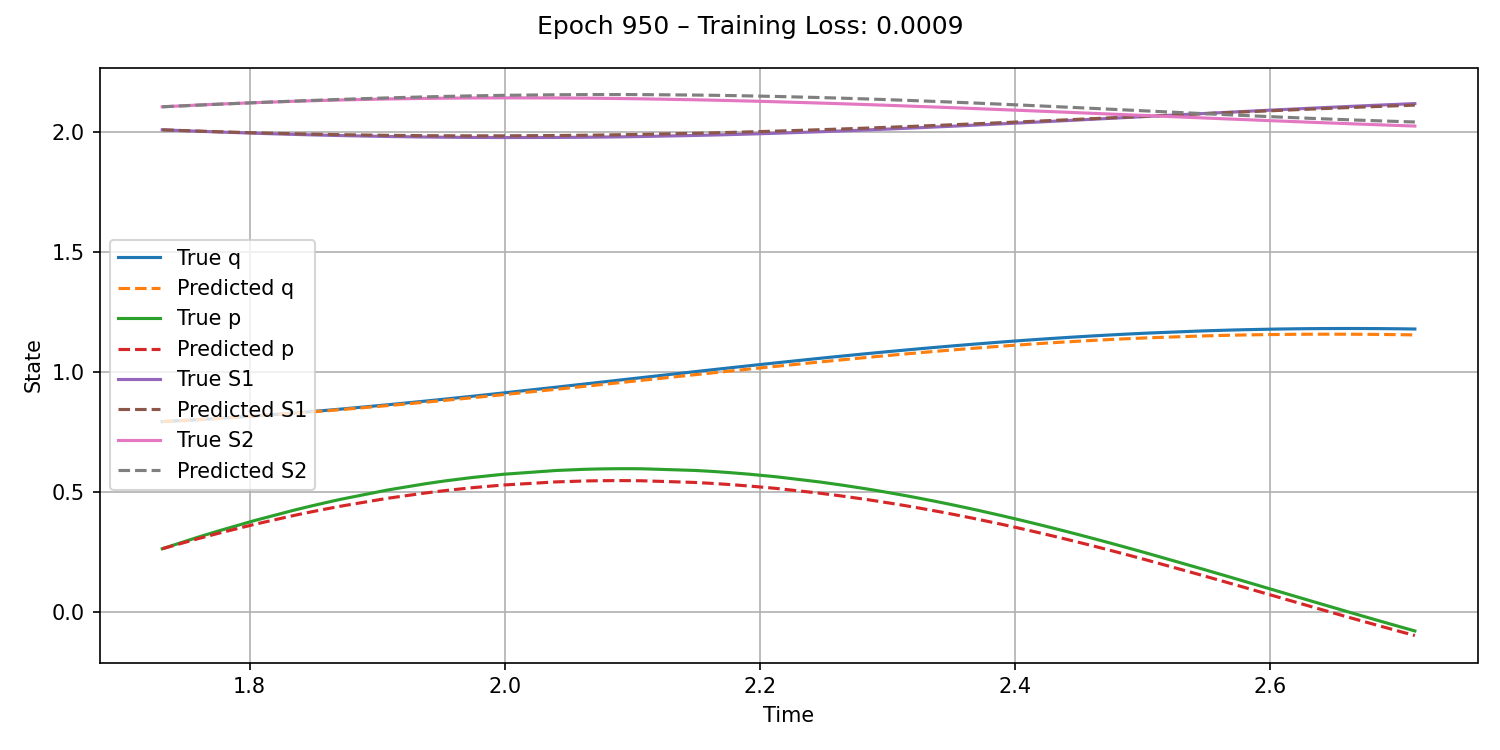 Epoch 950 – Training Loss: 0.0009
State
2.0
1.5
1.0
0.5
0.0
True q
Predicted q
True p
Predicted p
True S1
Predicted S1
True S2
Predicted S2
1.8 2.0 2.2 2.4 2.6
Time